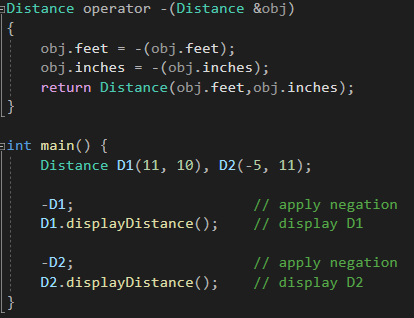 Distance operator -(Distance &obj)
{
    obj.feet = -(obj.feet);
    obj.inches = -(obj.inches);
    return Distance(obj.feet,obj.inches);
}
int main() {
    Distance D1(11, 10), D2(-5, 11);
    -D1;                    // apply negation
    D1.displayDistance();    // display D1
    -D2;                    // apply negation
    D2.displayDistance();    // display D2
}